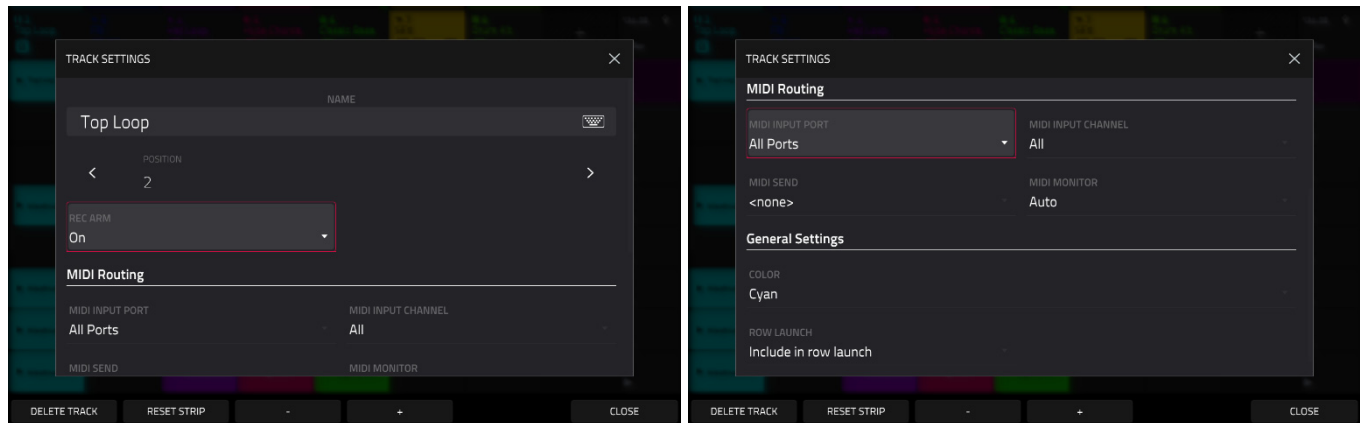 TRACK SETTINGS
NAME
Top Loop
POSITION
2
REC ARM
On
MIDI Routing
MIDI INPUT PORT MIDI INPUT CHANNEL
All Ports All
MIDI SEND MIDI MONITOR
DELETE TRACK RESET STRIP - + CLOSE
TRACK SETTINGS
MIDI Routing
MIDI INPUT PORT MIDI INPUT CHANNEL
All Ports All
MIDI SEND MIDI MONITOR
<none> Auto
General Settings
COLOR
Cyan
ROW LAUNCH
Include in row launch
DELETE TRACK RESET STRIP - + CLOSE